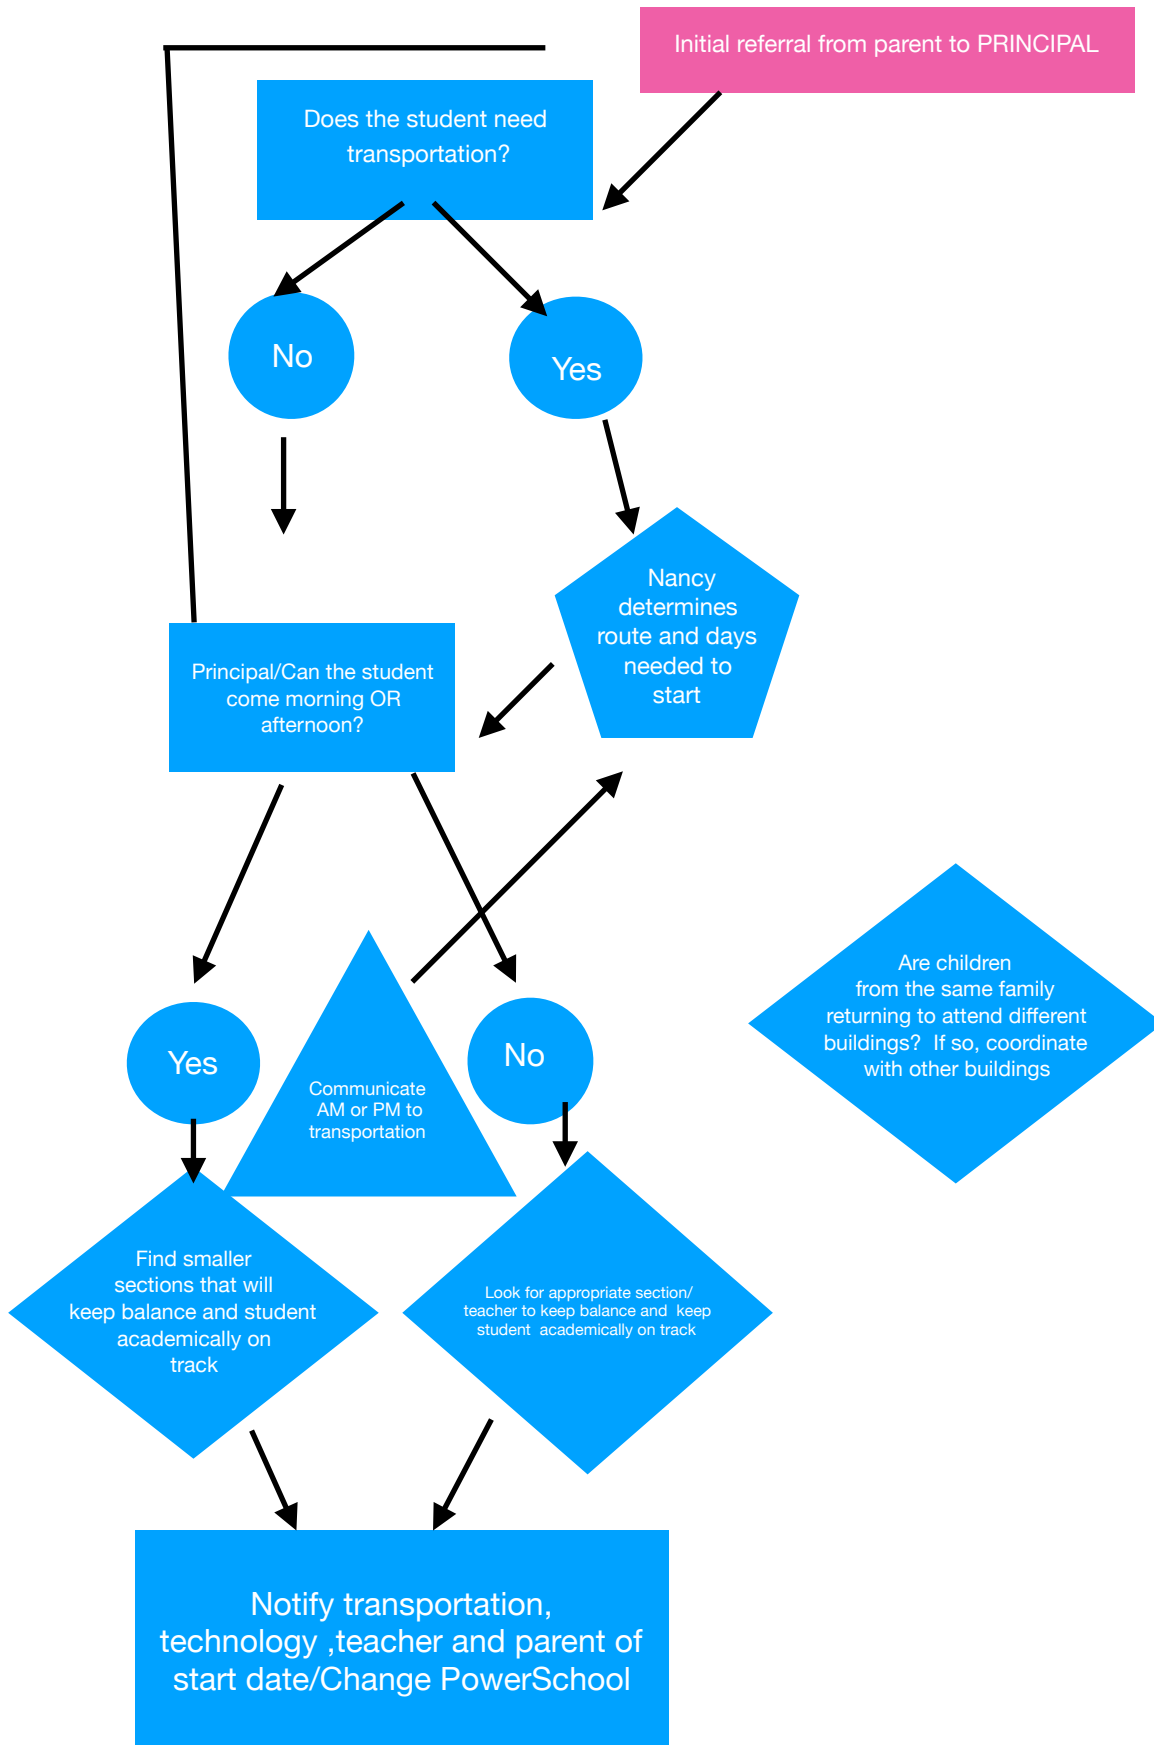 Initial referral from parent to PRINCIPAL
Does the student need
transportation?
No
Yes
Nancy
determines
route and days
needed to
start
Principal/Can the student
come morning OR
afternoon?
Are children
from the same family
returning to attend different
buildings? If so, coordinate
with other buildings
Yes
No
Communicate
AM or PM to
transportation
Find smaller
sections that will
keep balance and student
academically on
track
Look for appropriate section/
teacher to keep balance and keep
student academically on track
Notify transportation,
technology ,teacher and parent of
start date/Change PowerSchool